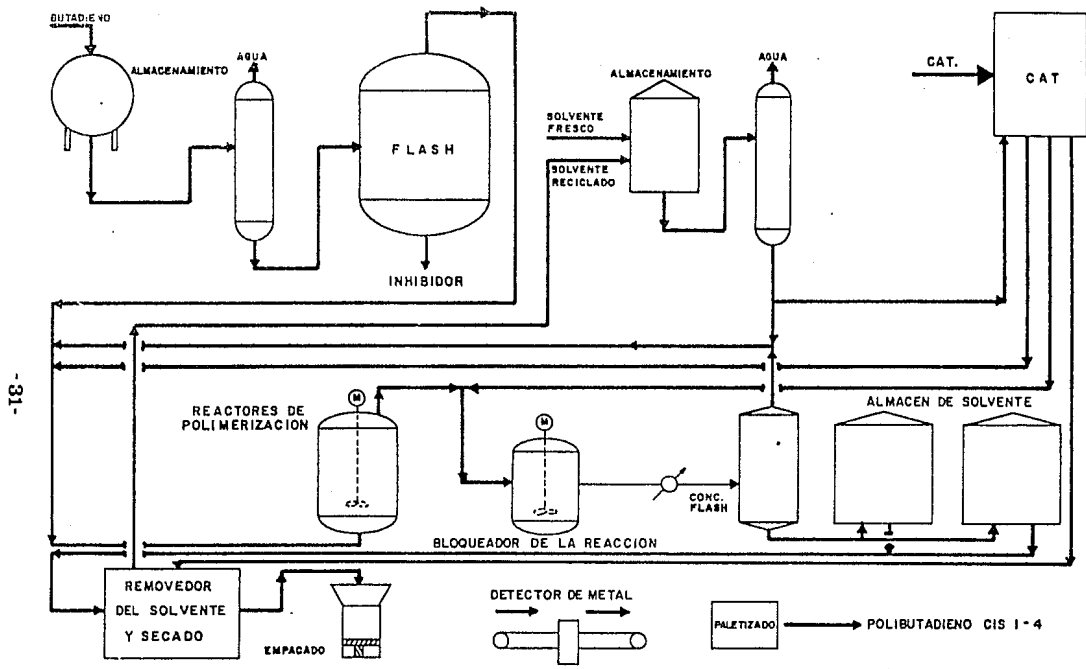 BUTADIENO
ALMACENAMIENTO
AGUA
FLASH
INHIBIDOR
ALMACENAMIENTO
SOLVENTE
FRESCO
SOLVENTE
RECICLADO
AGUA
CAT.
CAT
-31-
REACTORES DE
POLIMERIZACION
M
M
CONC.
FLASH
ALMACEN DE SOLVENTE
BLOQUEADOR DE LA REACCION
REMOVEDOR
DEL SOLVENTE
Y SECADO
EMPACADO
DETECTOR DE METAL
PALETIZADO
POLIBUTADIENO CIS 1-4